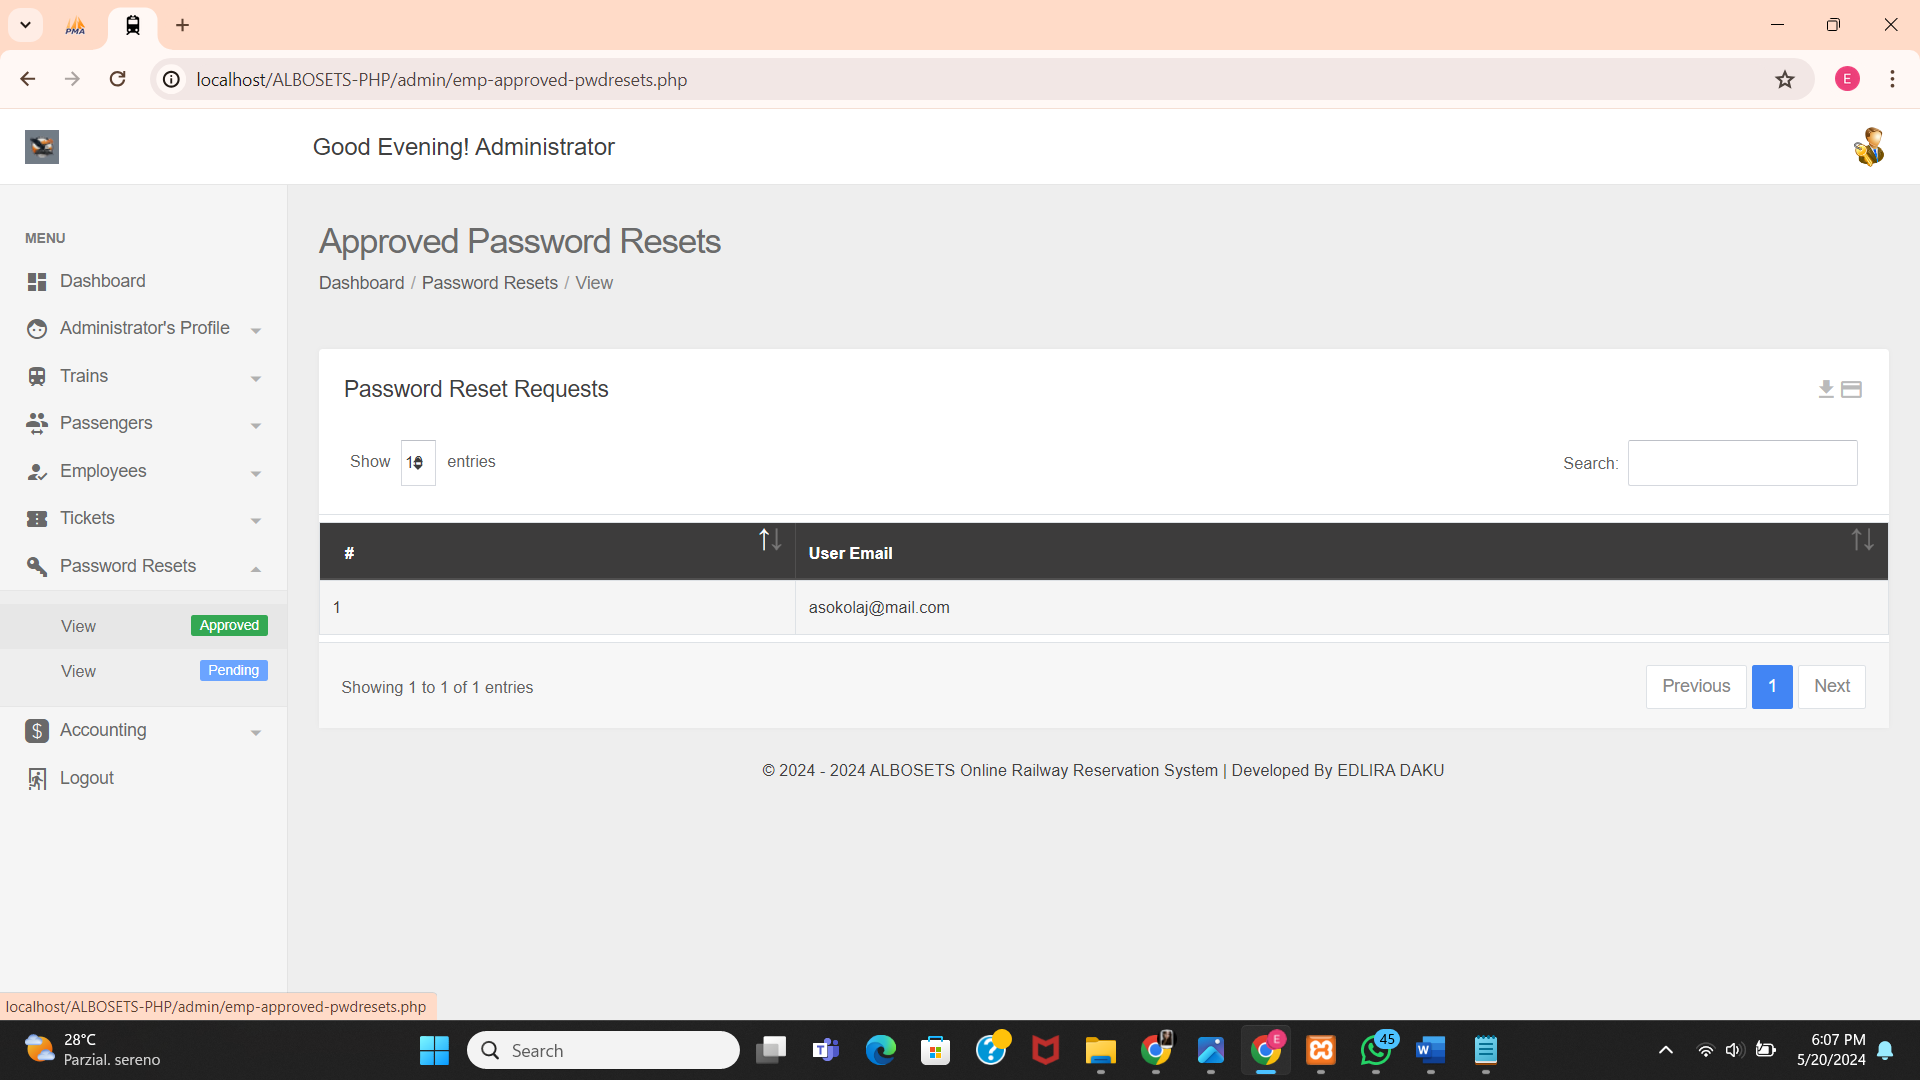 PMA
localhost/ALBOSETS-PHP/admin/emp-approved-pwdresets.php
E
Good Evening! Administrator
MENU
Dashboard
Administrator's Profile
Trains
Passengers
Employees
Tickets
Password Resets
View Approved
View Pending
$ Accounting
Logout
Approved Password Resets
Dashboard / Password Resets / View
Password Reset Requests
Show 10 entries
Search:
# User Email
1 asokolaj@mail.com
Showing 1 to 1 of 1 entries
Previous 1 Next
© 2024 - 2024 ALBOSETS Online Railway Reservation System | Developed By EDLIRA DAKU
localhost/ALBOSETS-PHP/admin/emp-approved-pwdresets.php
28°C
Parzial. sereno
Search
E
45
6:07 PM
5/20/2024